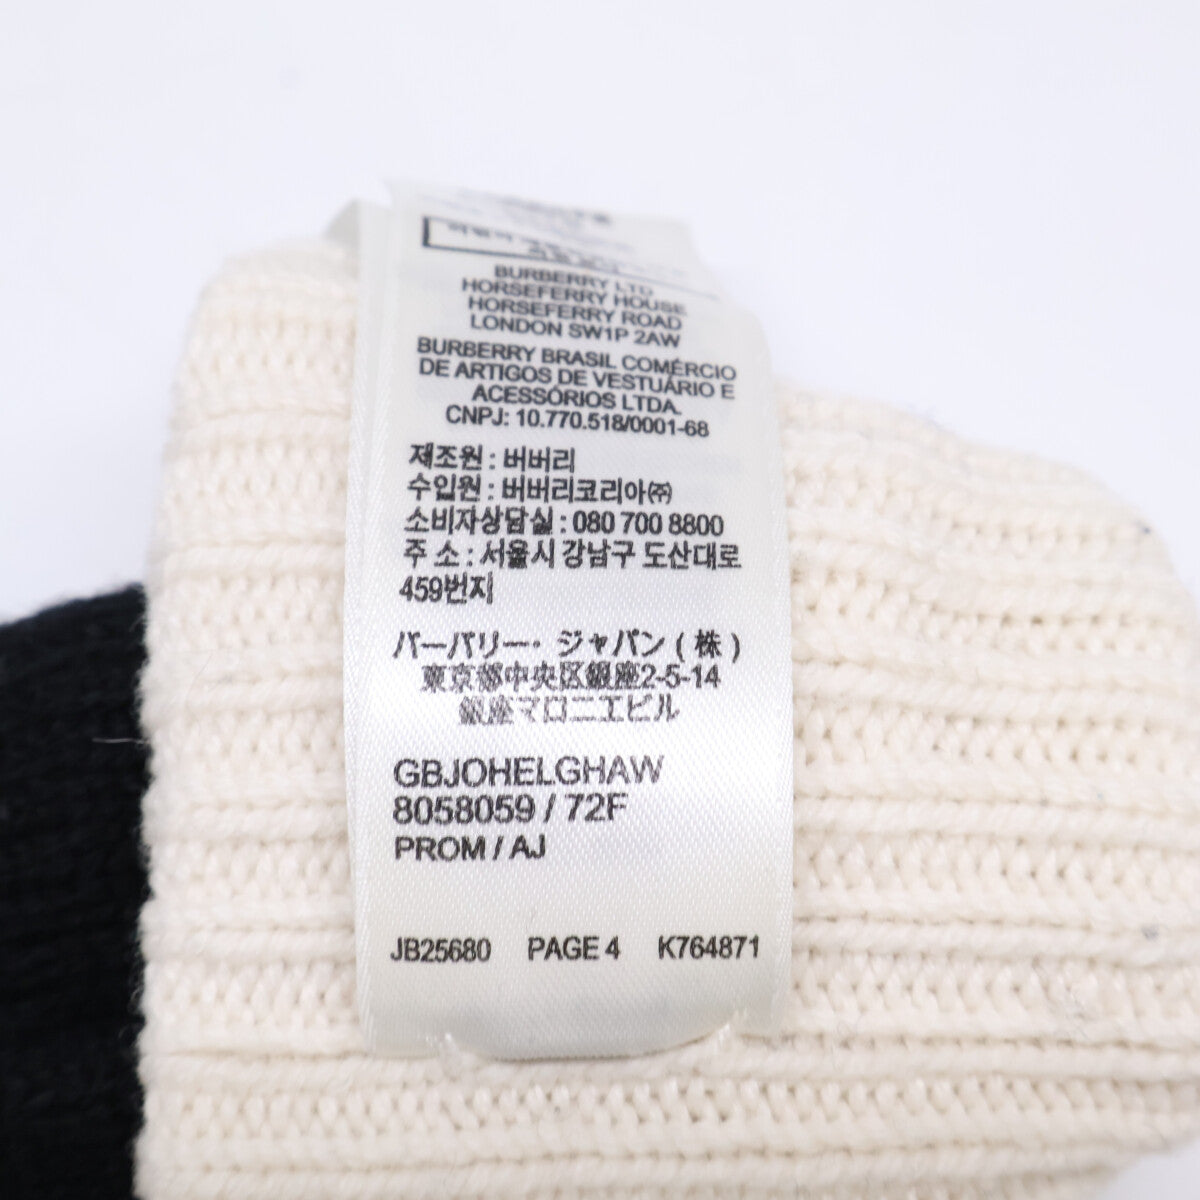 BURBERRY LTD
HORSEFERRY HOUSE
HORSEFERRY ROAD
LONDON SW1P 2AW
BURBERRY BRASIL COMÉRCIO
DE ARTIGOS DE VESTUÁRIO E
ACESSÓRIOS LTDA.
CNPJ: 10.770.518/0001-68
제조원 : 버버리
수입원 : 버버리코리아㈜
소비자상담실 : 080 700 8800
주 소 : 서울시 강남구 도산대로
459번지
バーバリー・ジャパン ( 株 )
東京都中央区銀座2-5-14
銀座マロニエビル
GBJOHELGHAW
8058059 / 72F
PROM / AJ
JB25680 PAGE 4 K764871